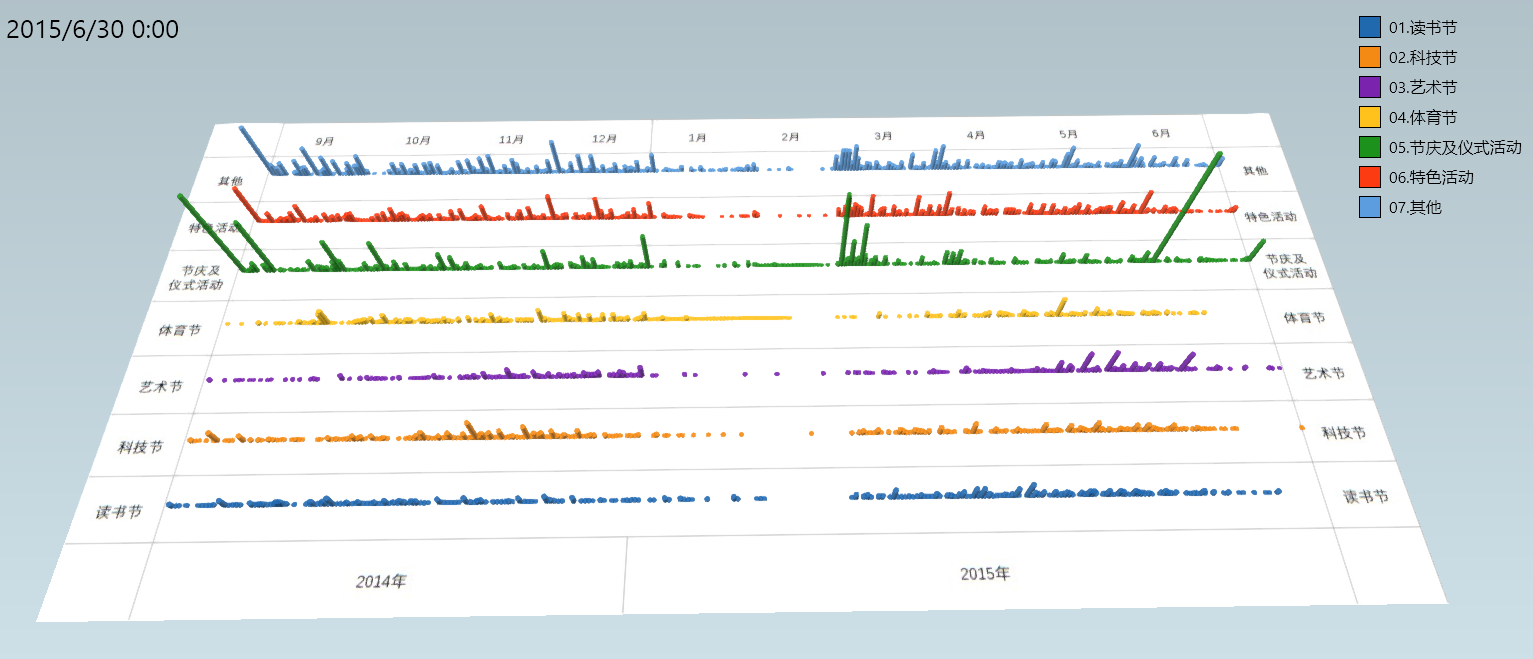 2015/6/30 0:00
01.读书节
02.科技节
03.艺术节
04.体育节
05.节庆及仪式活动
06.特色活动
07.其他
9月 10月 11月 12月 1月 2月 3月 4月 5月 6月
其他 其他
特色活动 特色活动
节庆及 节庆及
仪式活动 仪式活动
体育节 体育节
艺术节 艺术节
科技节 科技节
读书节 读书节
2014年 2015年